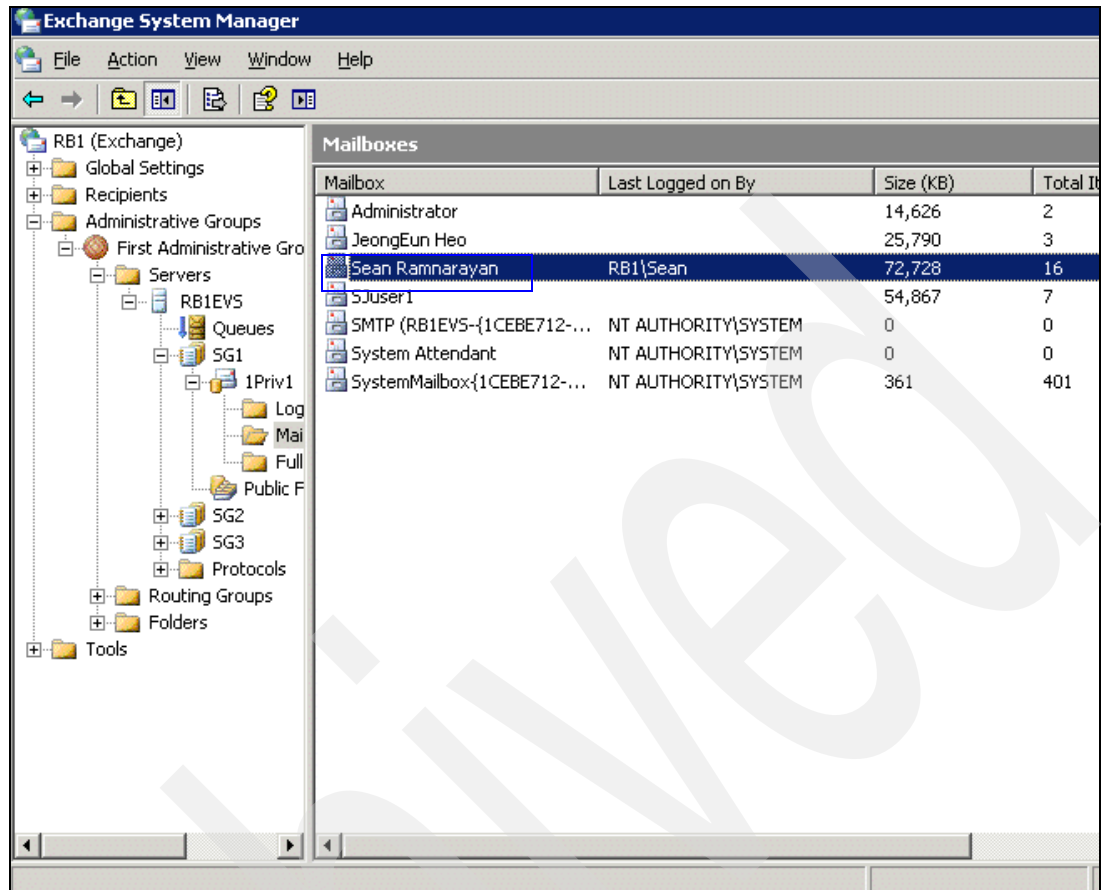 Exchange System Manager
File Action View Window Help
RB1 (Exchange)
Global Settings
Recipients
Administrative Groups
First Administrative Gro
Servers
RB1EVS
Queues
SG1
1Priv1
Log
Mai
Full
Public F
SG2
SG3
Protocols
Routing Groups
Folders
Tools
Mailboxes
Mailbox Last Logged on By Size (KB) Total It
Administrator 14,626 2
JeongEun Heo 25,790 3
Sean Ramnarayan RB1\Sean 72,728 16
SJuser1 54,867 7
SMTP (RB1EVS-{1CEBE712-... NT AUTHORITY\SYSTEM 0 0
System Attendant NT AUTHORITY\SYSTEM 0 0
SystemMailbox{1CEBE712-... NT AUTHORITY\SYSTEM 361 401